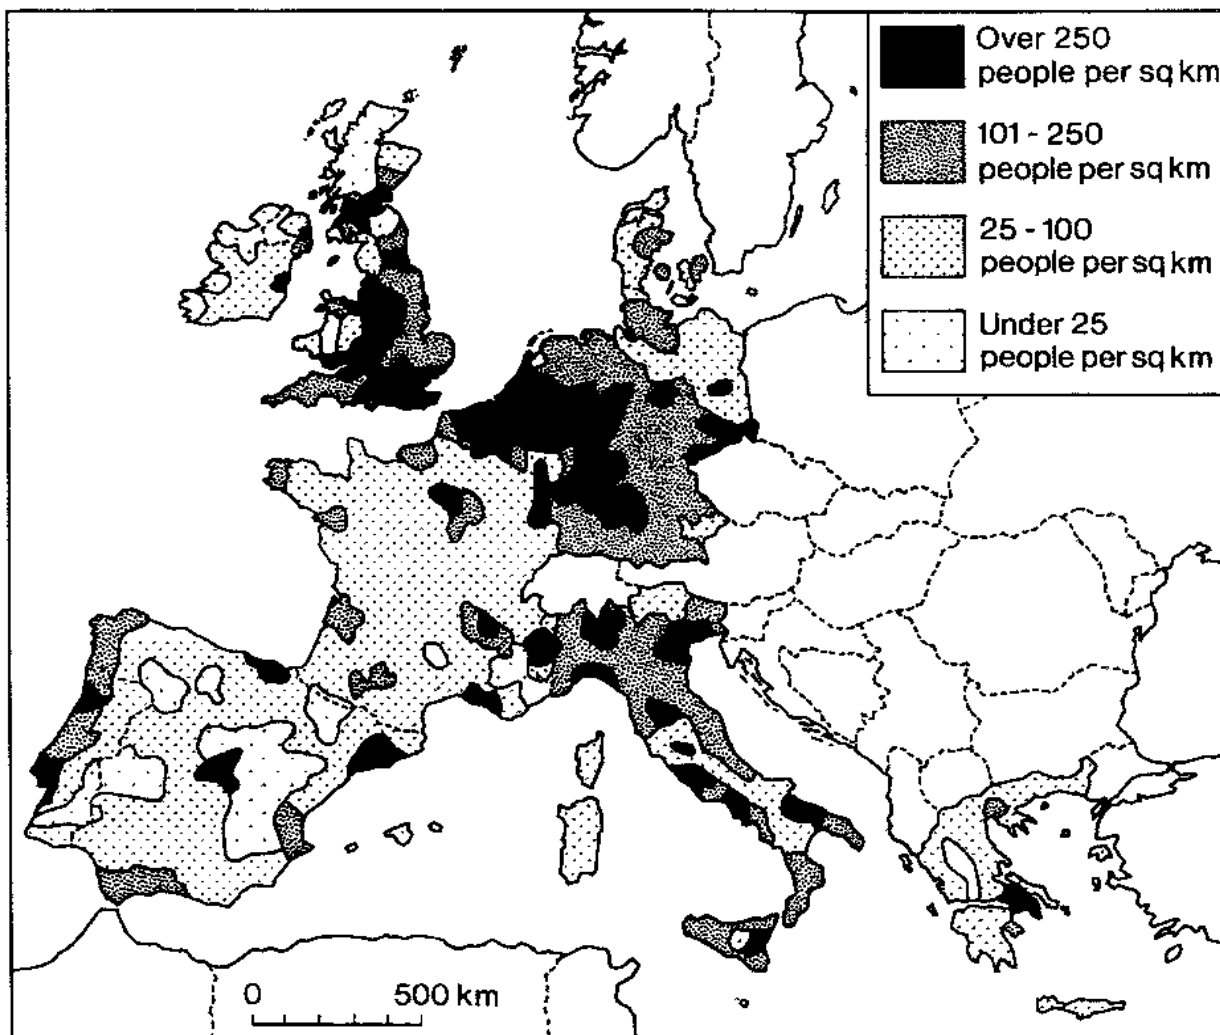 Over 250
people per sq km
101 - 250
people per sq km
25 - 100
people per sq km
Under 25
people per sq km
0 500 km